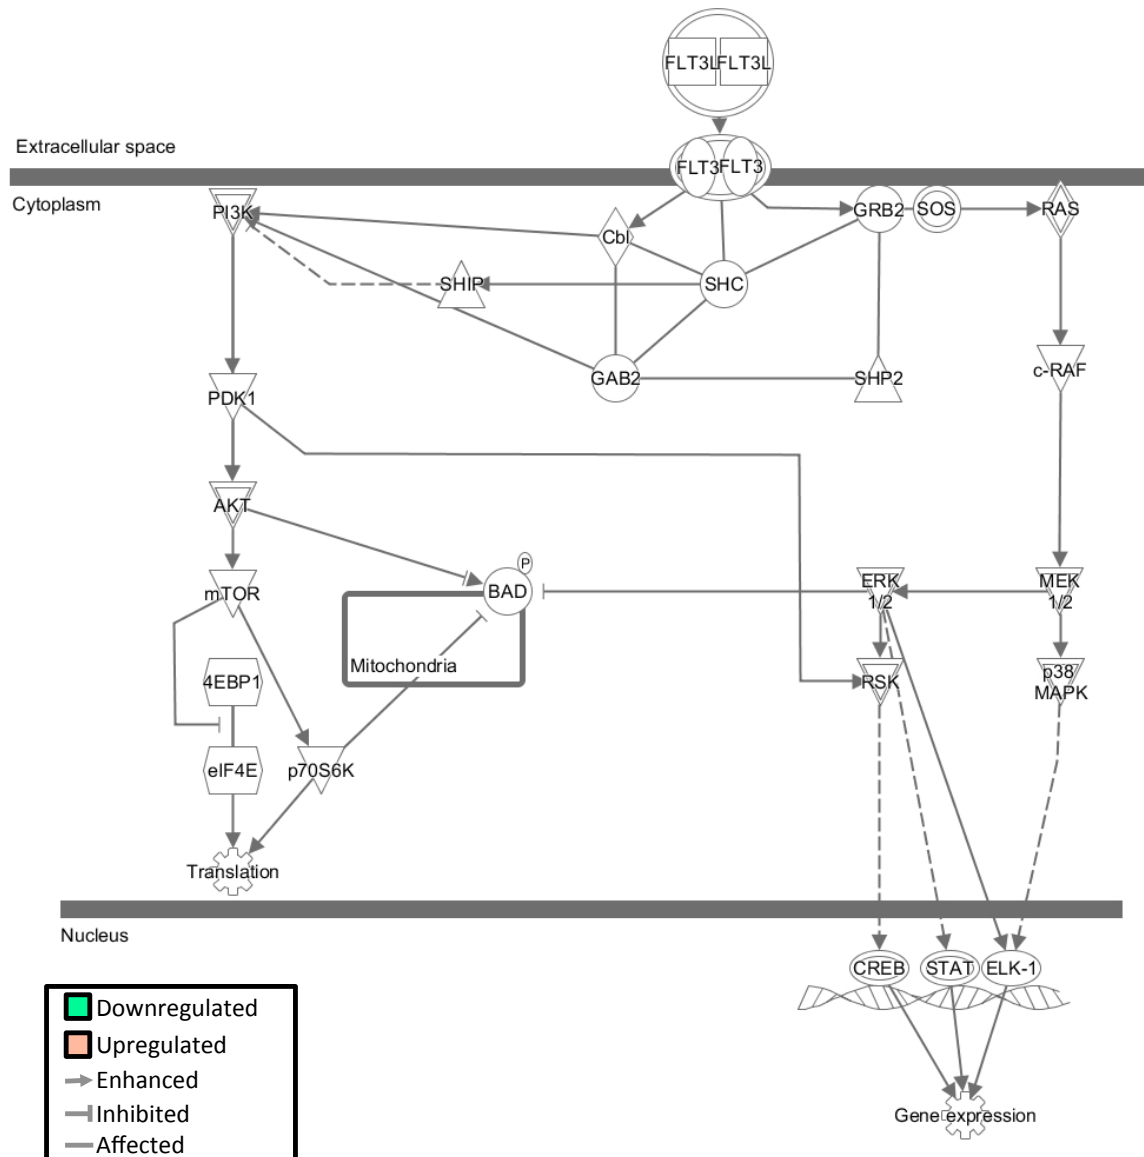 FLT3L FLT3L
Extracellular space
FLT3 FLT3
Cytoplasm
PI3K
GRB2
SOS
RAS
Cbl
SHIP
SHC
c-RAF
GAB2
SHP2
PDK1
AKT
P
mTOR
BAD
ERK
1/2
MEK
1/2
Mitochondria
4EBP1
RSK
p38
MAPK
eIF4E
p70S6K
Translation
Nucleus
CREB
STAT
ELK-1
Downregulated
Upregulated
Enhanced
Inhibited
Affected
Gene expression